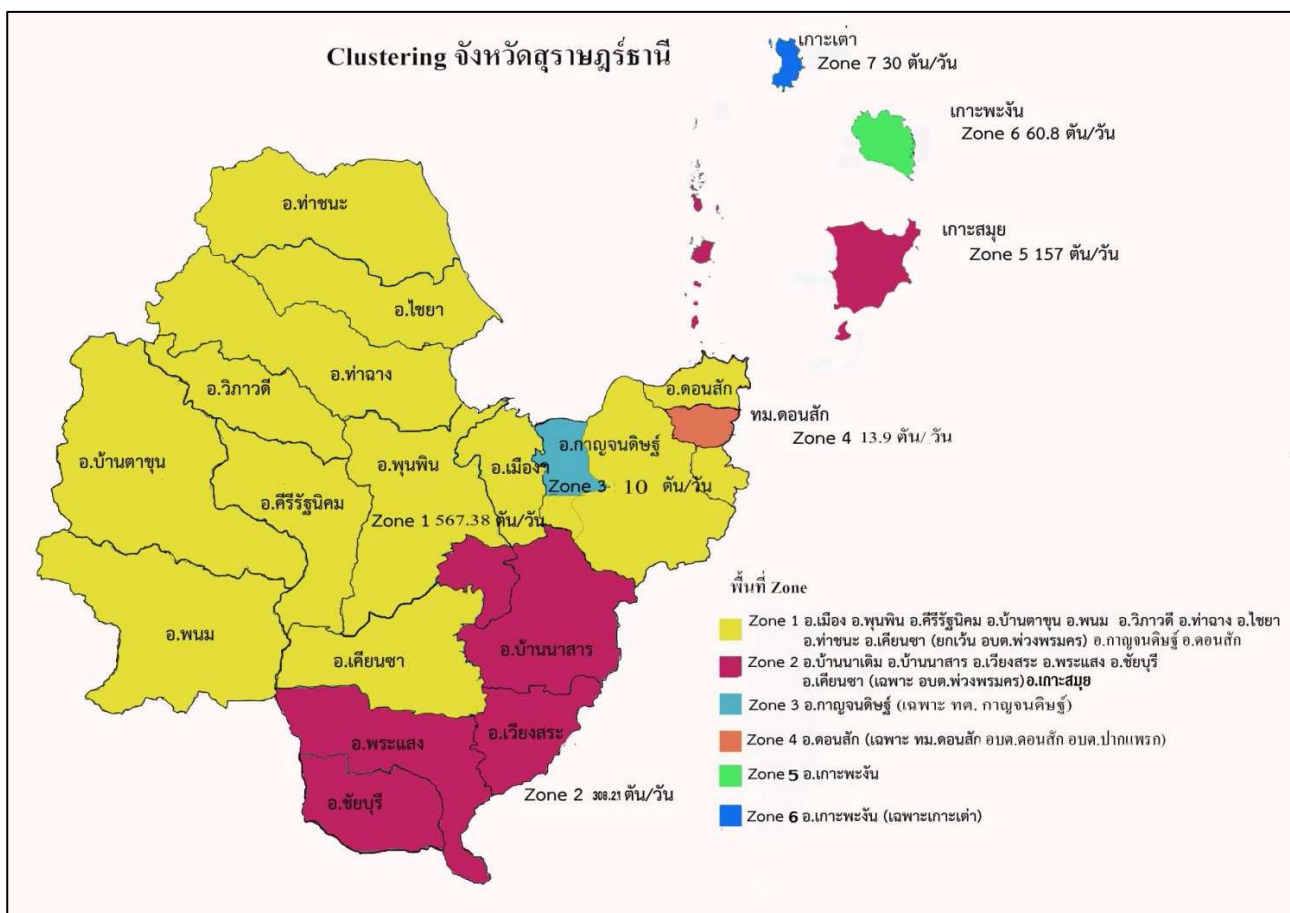 Clustering จังหวัดสุราษฎร์ธานี
เกาะเต่า
Zone 7 30 ตัน/วัน
เกาะพะงัน
Zone 6 60.8 ตัน/วัน
เกาะสมุย
Zone 5 157 ตัน/วัน
อ.ท่าชนะ
อ.ไชยา
อ.ท่าฉาง
อ.วิภาวดี
อ.บ้านตาขุน
อ.คีรีรัฐนิคม
อ.พุนพิน
อ.เมืองฯ
อ.กาญจนดิษฐ์
อ.ดอนสัก
ทม.ดอนสัก
Zone 4 13.9 ตัน/ วัน
Zone 3 10 ตัน/วัน
Zone 1 567.38 ตัน/วัน
อ.พนม
อ.เคียนซา
อ.บ้านนาสาร
อ.พระแสง
อ.เวียงสระ
อ.ชัยบุรี
Zone 2 308.21 ตัน/วัน
พื้นที่ Zone
Zone 1 อ.เมือง อ.พุนพิน อ.คีรีรัฐนิคม อ.บ้านตาขุน อ.พนม อ.วิภาวดี อ.ท่าฉาง อ.ไชยา
อ.ท่าชนะ อ.เคียนซา (ยกเว้น อบต.พ่วงพรมคร) อ.กาญจนดิษฐ์ อ.ดอนสัก
Zone 2 อ.บ้านนาเดิม อ.บ้านนาสาร อ.เวียงสระ อ.พระแสง อ.ชัยบุรี
อ.เคียนซา (เฉพาะ อบต.พ่วงพรมคร) อ.เกาะสมุย
Zone 3 อ.กาญจนดิษฐ์ (เฉพาะ ทต. กาญจนดิษฐ์)
Zone 4 อ.ดอนสัก (เฉพาะ ทม.ดอนสัก อบต.ดอนสัก อบต.ปากแพรก)
Zone 5 อ.เกาะพะงัน
Zone 6 อ.เกาะพะงัน (เฉพาะเกาะเต่า)